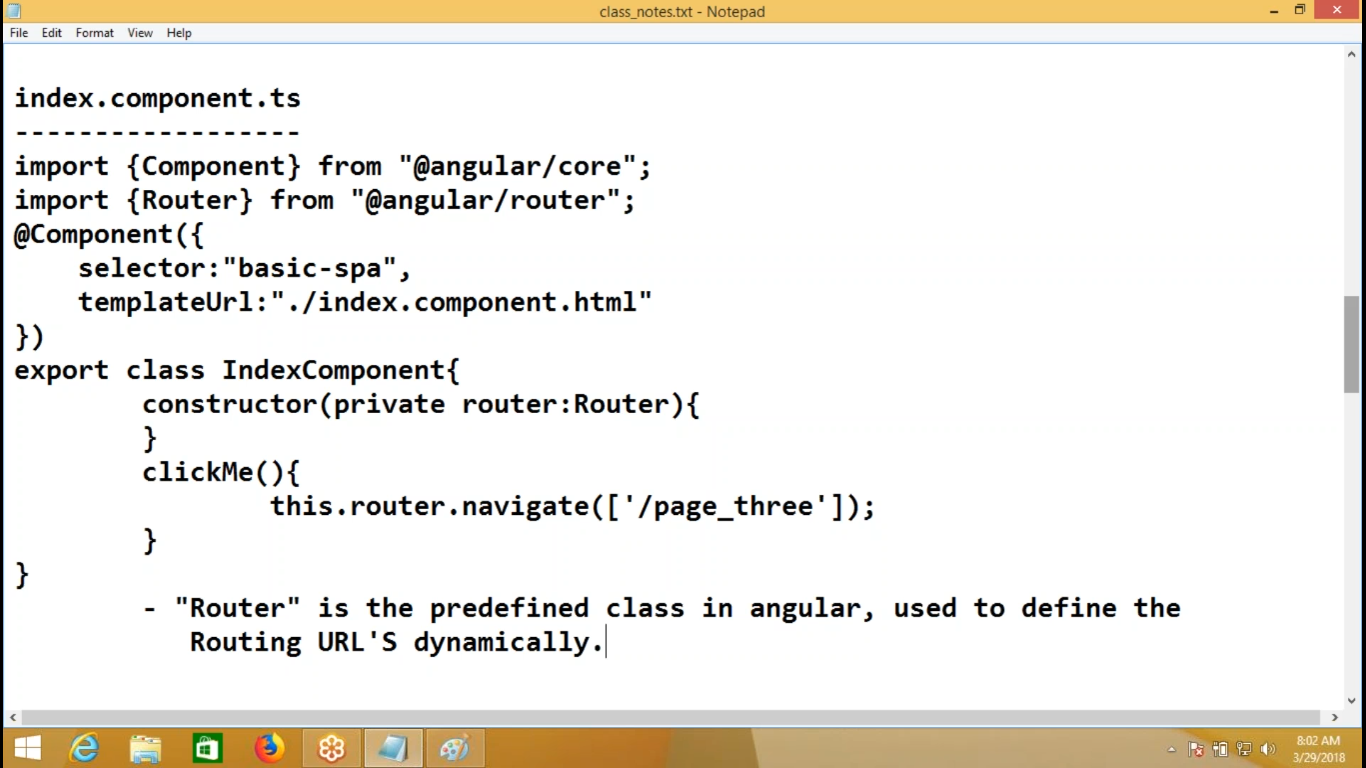 class_notes.txt - Notepad
File Edit Format View Help
index.component.ts
------------------
import {Component} from "@angular/core";
import {Router} from "@angular/router";
@Component({
    selector:"basic-spa",
    templateUrl:"./index.component.html"
})
export class IndexComponent{
        constructor(private router:Router){
        }
        clickMe(){
                this.router.navigate(['/page_three']);
        }
}
        - "Router" is the predefined class in angular, used to define the
           Routing URL'S dynamically.
8:02 AM
3/29/2018